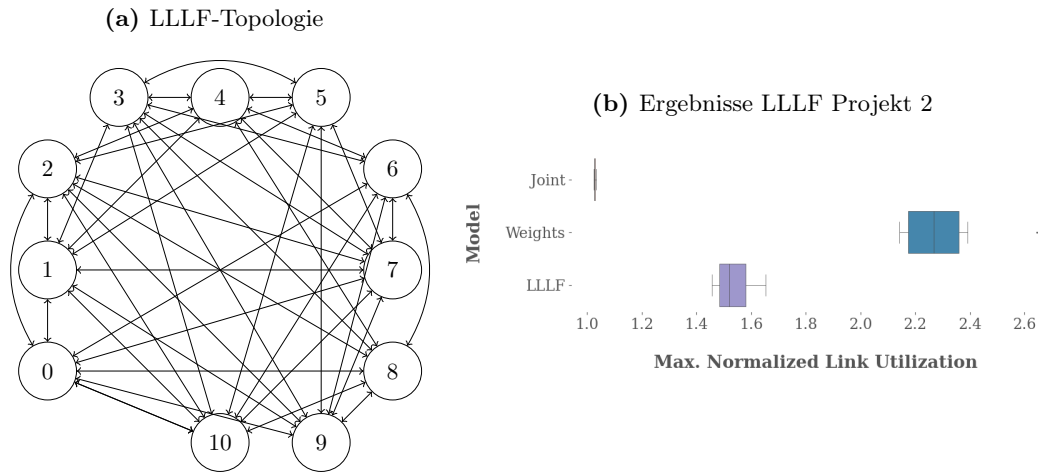 (a) LLLF-Topologie
3 4 5
2 6
1 7
0 8
10 9
(b) Ergebnisse LLLF Projekt 2
Model
Joint
Weights
LLLF
1.0 1.2 1.4 1.6 1.8 2.0 2.2 2.4 2.6
Max. Normalized Link Utilization